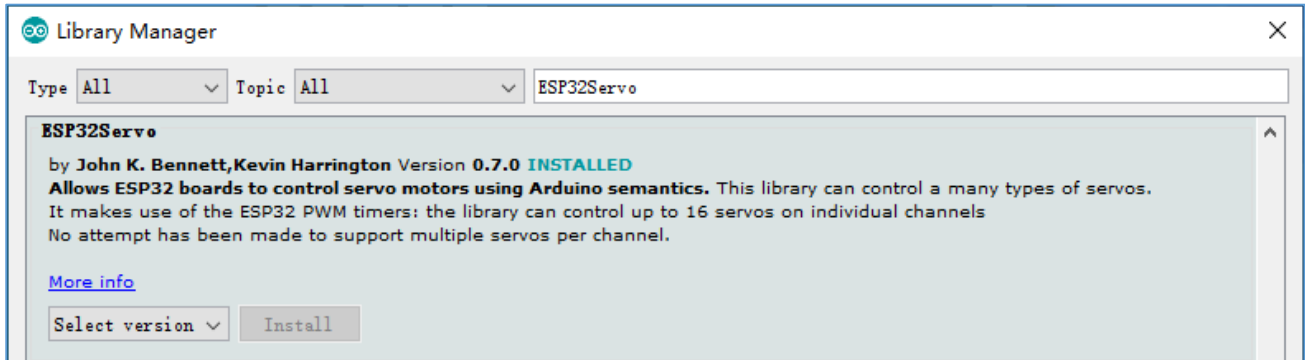 Library Manager
Type All Topic All ESP32Servo
ESP32Servo
by John K. Bennett,Kevin Harrington Version 0.7.0 INSTALLED
Allows ESP32 boards to control servo motors using Arduino semantics. This library can control a many types of servos.
It makes use of the ESP32 PWM timers: the library can control up to 16 servos on individual channels
No attempt has been made to support multiple servos per channel.
More info
Select version Install